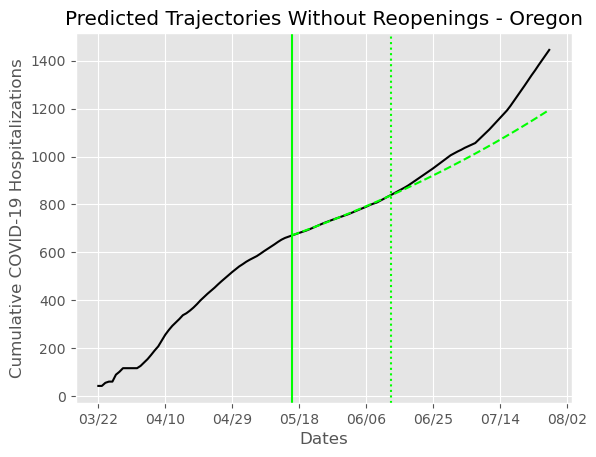 Predicted Trajectories Without Reopenings - Oregon
Cumulative COVID-19 Hospitalizations
1400
1200
1000
800
600
400
200
0
03/22 04/10 04/29 05/18 06/06 06/25 07/14 08/02
Dates